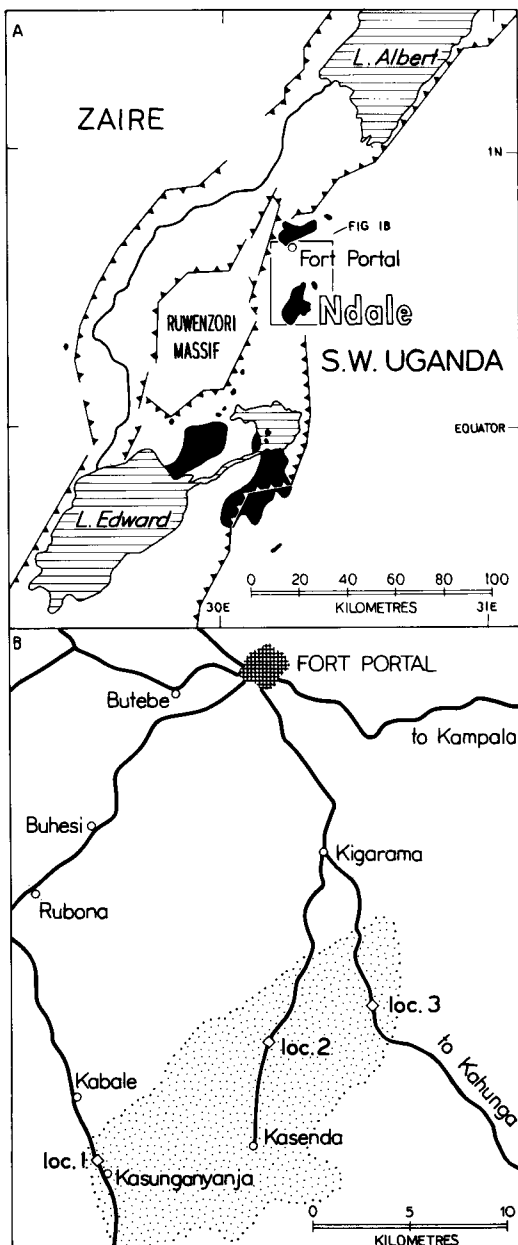 A
L. Albert
ZAIRE
1N
FIG 1B
Fort Portal
RUWENZORI
MASSIF
Ndale
S.W. UGANDA
EQUATOR
L. Edward
0 20 40 60 80 100
30E KILOMETRES 31E
B
FORT PORTAL
Butebe
to Kampala
Buhesi
Kigarama
Rubona
loc. 3
loc. 2
to Kahunga
Kabale
Kasenda
loc. 1
Kasunganyanja
0 5 10
KILOMETRES